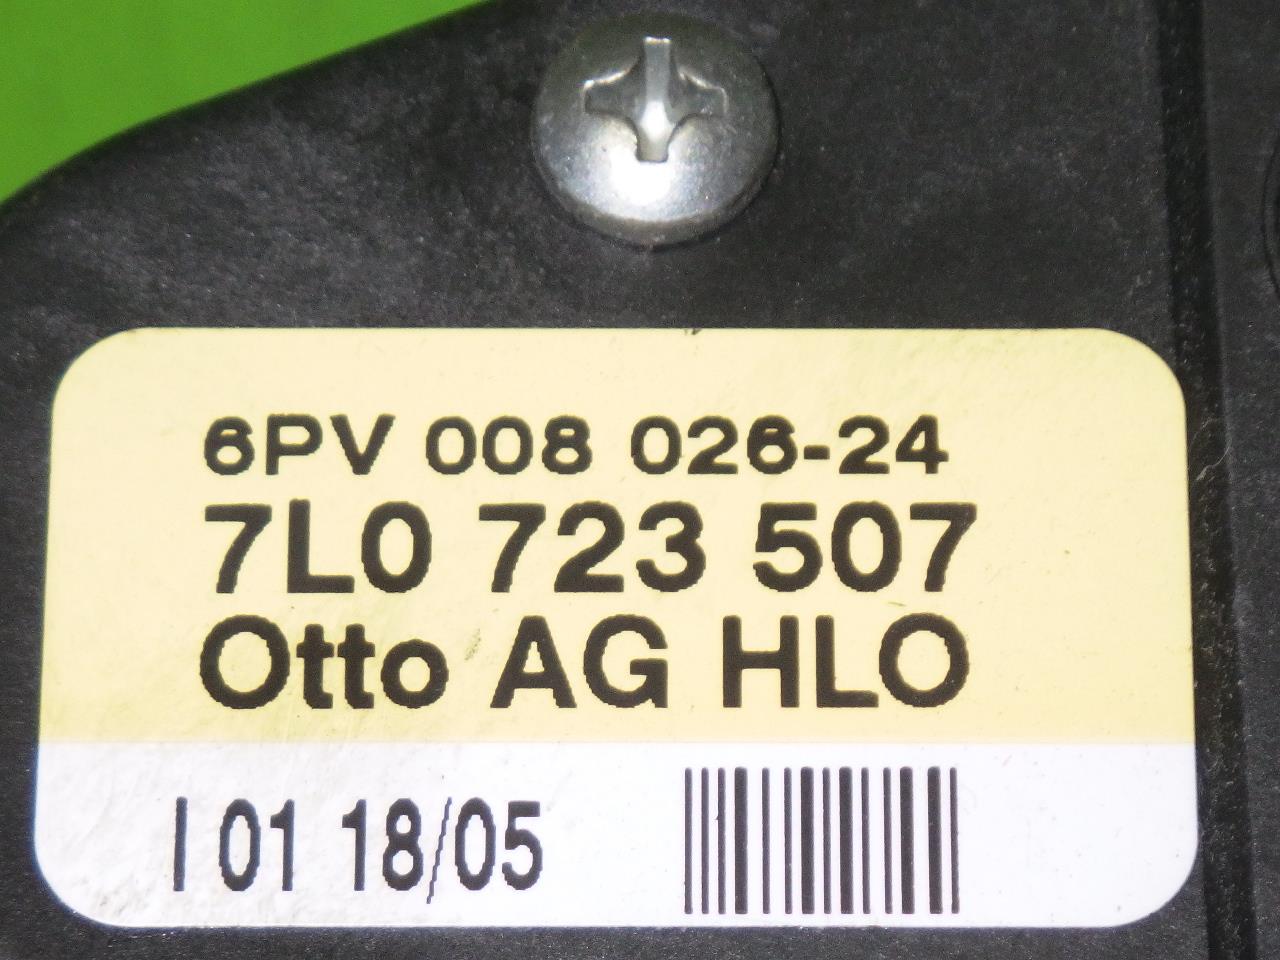 6PV 008 026-24
7L0 723 507
Otto AG HLO
I 01 18/05